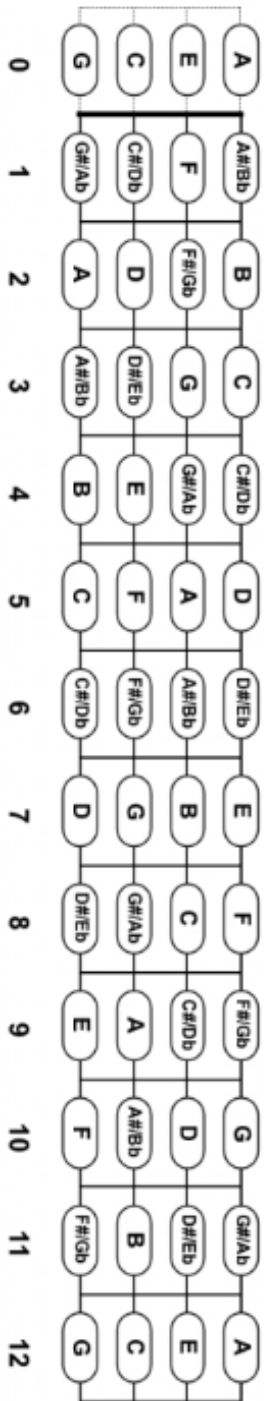 A A#/Bb B C C#/Db D D#/Eb E F F#/Gb G G#/Ab A
E F F#/Gb G G#/Ab A A#/Bb B C C#/Db D D#/Eb E
C C#/Db D D#/Eb E F F#/Gb G G#/Ab A A#/Bb B C
G G#/Ab A A#/Bb B C C#/Db D D#/Eb E F F#/Gb G
0 1 2 3 4 5 6 7 8 9 10 11 12